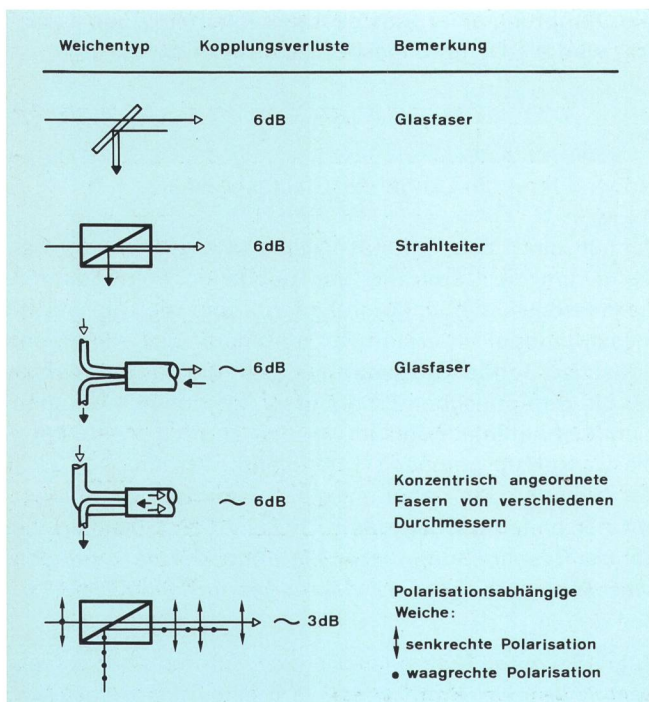 Weichentyp Kopplungsverluste Bemerkung
6dB Glasfaser
6dB Strahlteiter
~ 6dB Glasfaser
~ 6dB Konzentrisch angeordnete
Fasern von verschiedenen
Durchmessern
~ 3dB Polarisationsabhängige
Weiche:
senkrechte Polarisation
waagrechte Polarisation